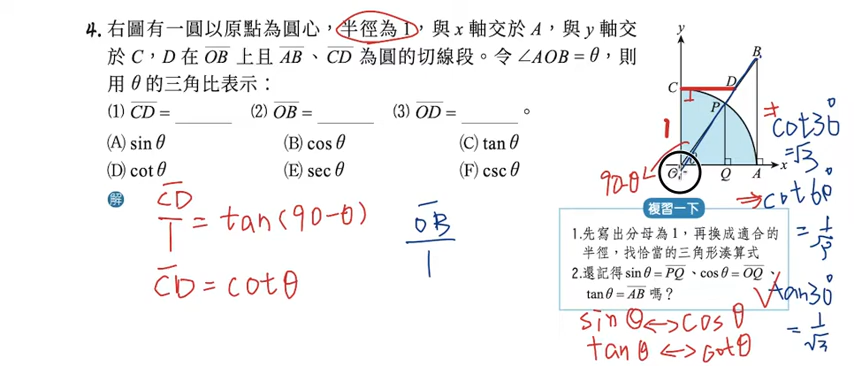 4. 右圖有一圓以原點為圓心，半徑為 1，與 x 軸交於 A，與 y 軸交
於 C，D 在 OB 上且 AB、CD 為圓的切線段。令 ∠AOB = θ，則
用 θ 的三角比表示：
(1) CD = ______ (2) OB = ______ (3) OD = ______。
(A) sin θ (B) cos θ (C) tan θ
(D) cot θ (E) sec θ (F) csc θ
解
CD/1 = tan(90-θ)
CD = cotθ
OB/1
y
B
C
1
D
P
1
90-θ
O
Q
A
x
cot30°
=√3
⇒cot60°
=1/√3
tan30°
=1/√3
複習一下
1.先寫出分母為 1，再換成適合的
半徑，找恰當的三角形湊算式
2.還記得 sin θ = PQ、cos θ = OQ、
tan θ = AB 嗎？
sin θ ↔ cos θ
tan θ ↔ cot θ